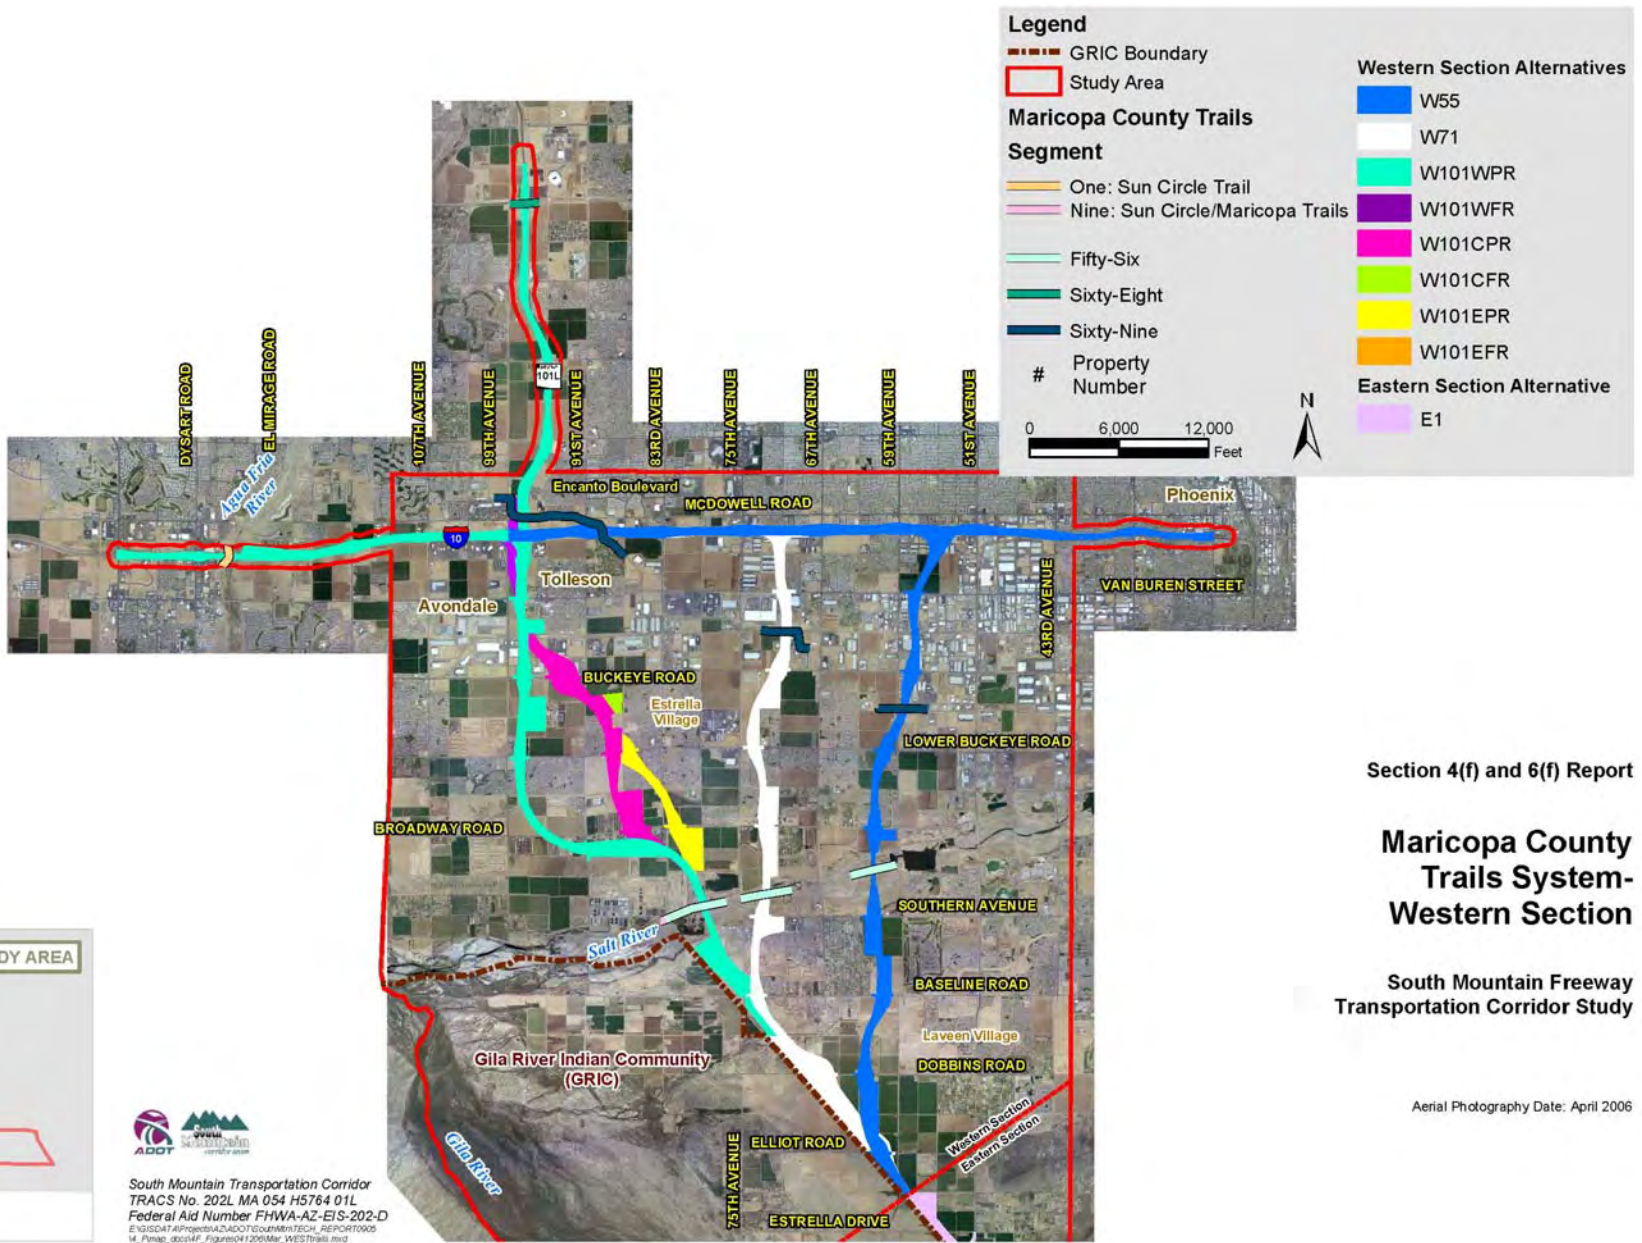 Legend
GRIC Boundary
Study Area
Maricopa County Trails
Segment
One: Sun Circle Trail
Nine: Sun Circle/Maricopa Trails
Fifty-Six
Sixty-Eight
Sixty-Nine
# Property
Number
0 6,000 12,000
Feet
N
Western Section Alternatives
W55
W71
W101WPR
W101WFR
W101CPR
W101CFR
W101EPR
W101EFR
Eastern Section Alternative
E1
DYSART ROAD
EL MIRAGE ROAD
107TH AVENUE
99TH AVENUE
101L
91ST AVENUE
83RD AVENUE
75TH AVENUE
67TH AVENUE
59TH AVENUE
51ST AVENUE
Agua Fria
River
Encanto Boulevard
MCDOWELL ROAD
Phoenix
10
Tolleson
Avondale
43RD AVENUE
VAN BUREN STREET
BUCKEYE ROAD
Estrella
Village
LOWER BUCKEYE ROAD
BROADWAY ROAD
SOUTHERN AVENUE
Salt River
BASELINE ROAD
Laveen Village
DOBBINS ROAD
Gila River Indian Community
(GRIC)
Western Section
Eastern Section
ELLIOT ROAD
75TH AVENUE
Gila River
ESTRELLA DRIVE
DY AREA
Section 4(f) and 6(f) Report
Maricopa County
Trails System-
Western Section
South Mountain Freeway
Transportation Corridor Study
Aerial Photography Date: April 2006
ADOT
South
Mountain
South Mountain Transportation Corridor
TRACS No. 202L MA 054 H5764 01L
Federal Aid Number FHWA-AZ-EIS-202-D